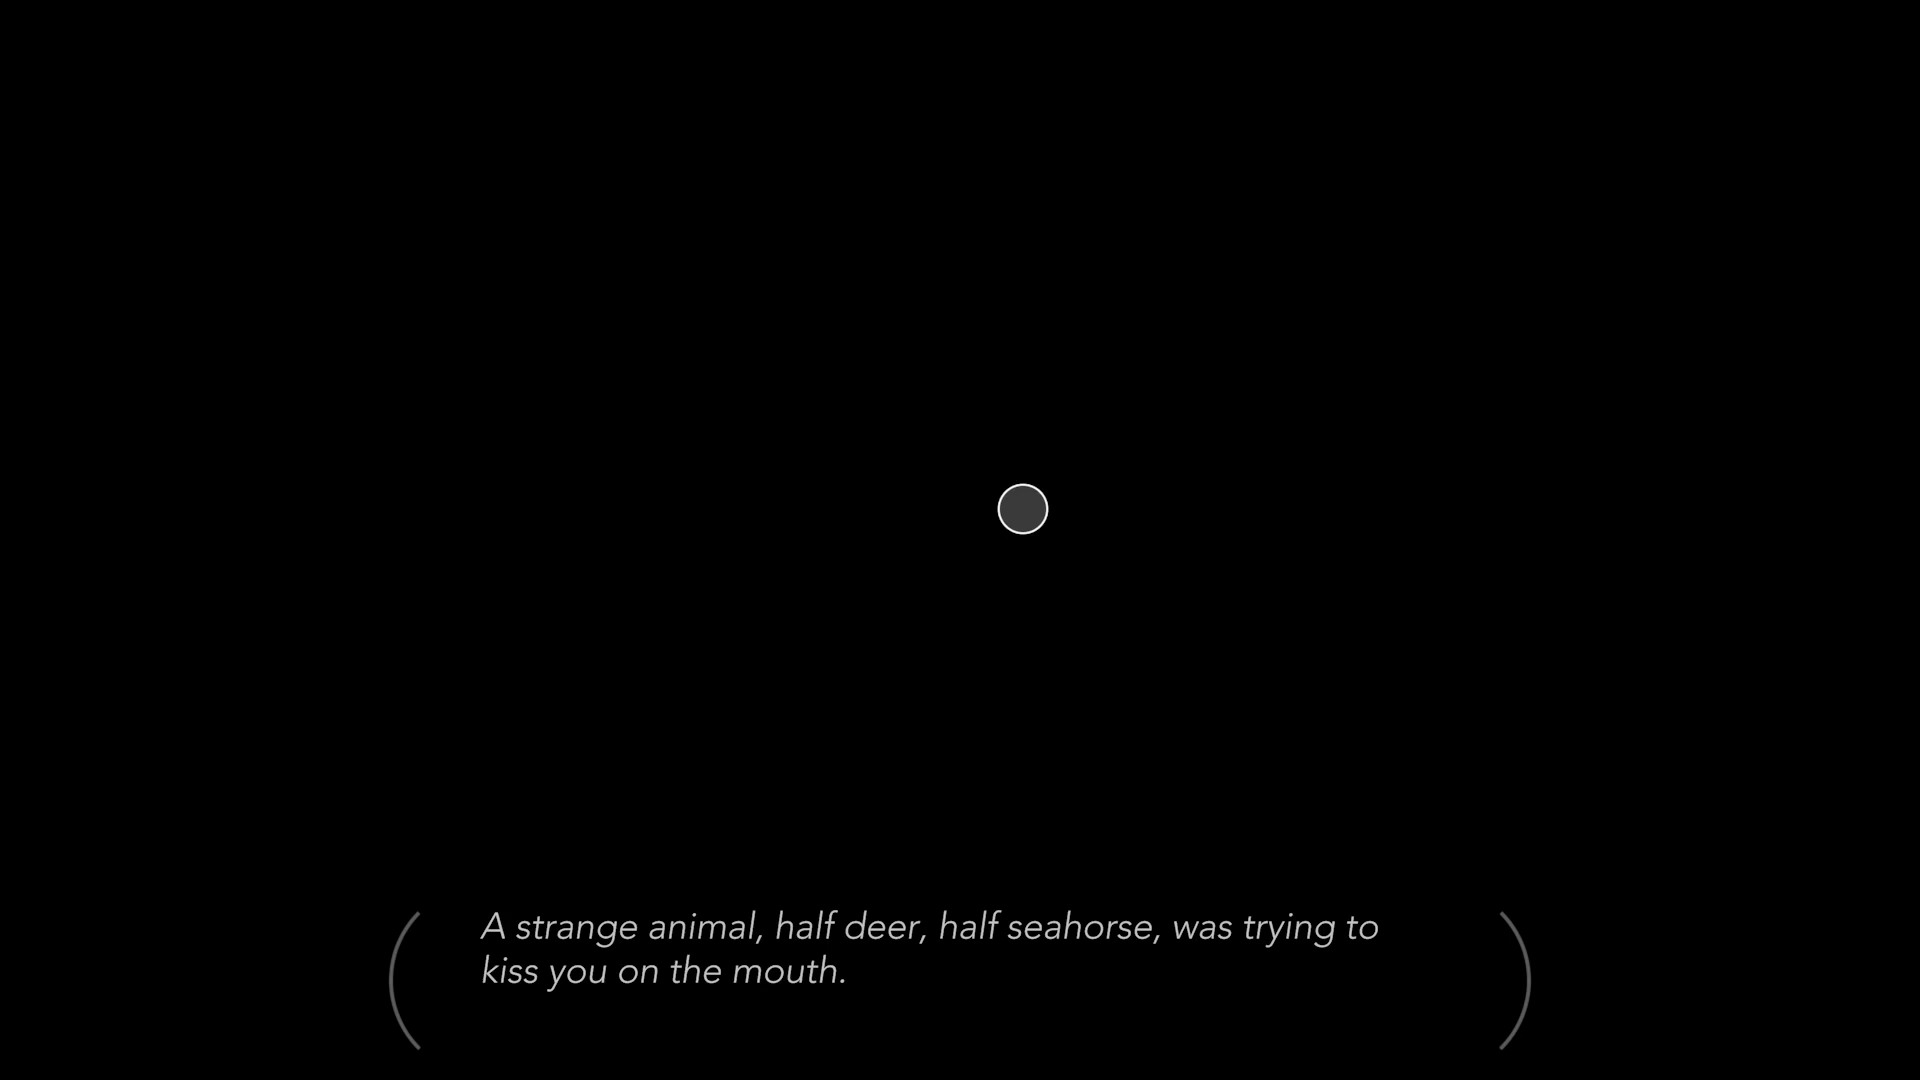 A strange animal, half deer, half seahorse, was trying to
kiss you on the mouth.